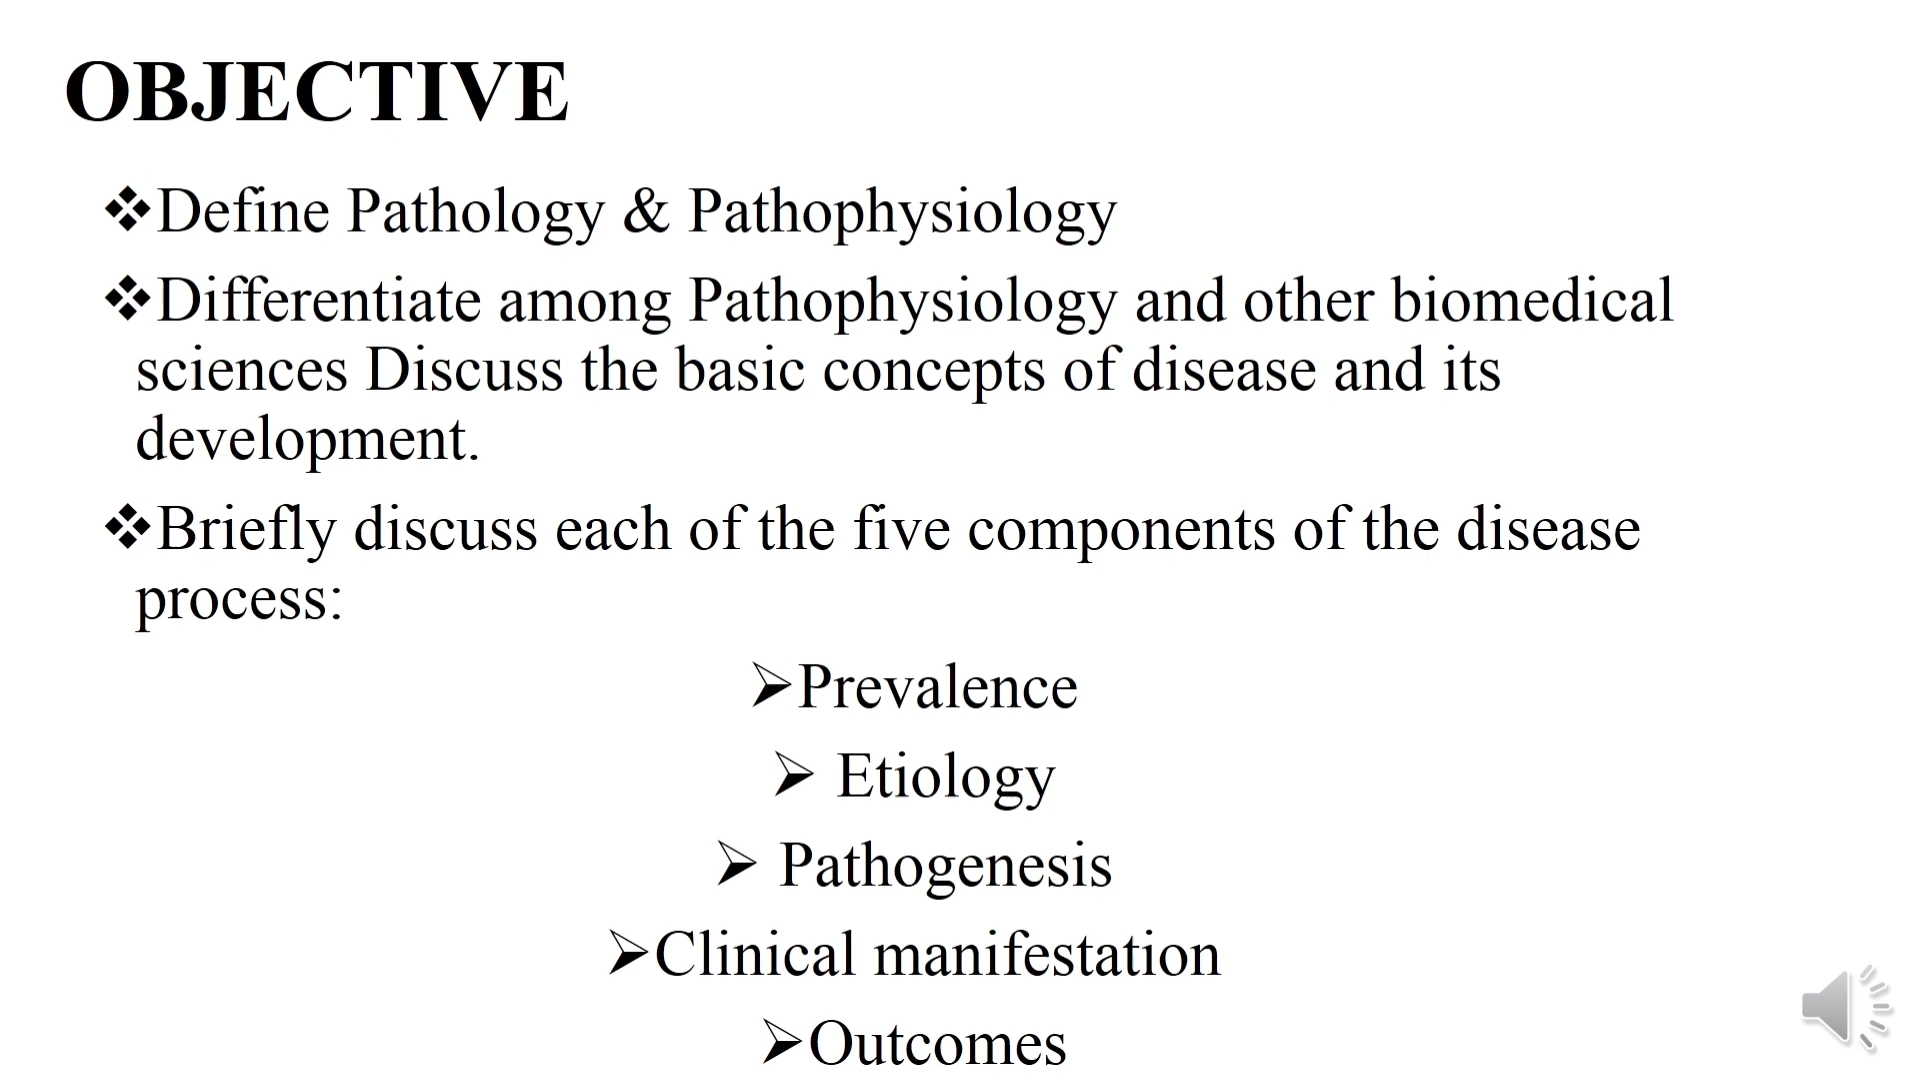 OBJECTIVE
❖Define Pathology & Pathophysiology
❖Differentiate among Pathophysiology and other biomedical
sciences Discuss the basic concepts of disease and its
development.
❖Briefly discuss each of the five components of the disease
process:
➢Prevalence
➢ Etiology
➢ Pathogenesis
➢Clinical manifestation
➢Outcomes